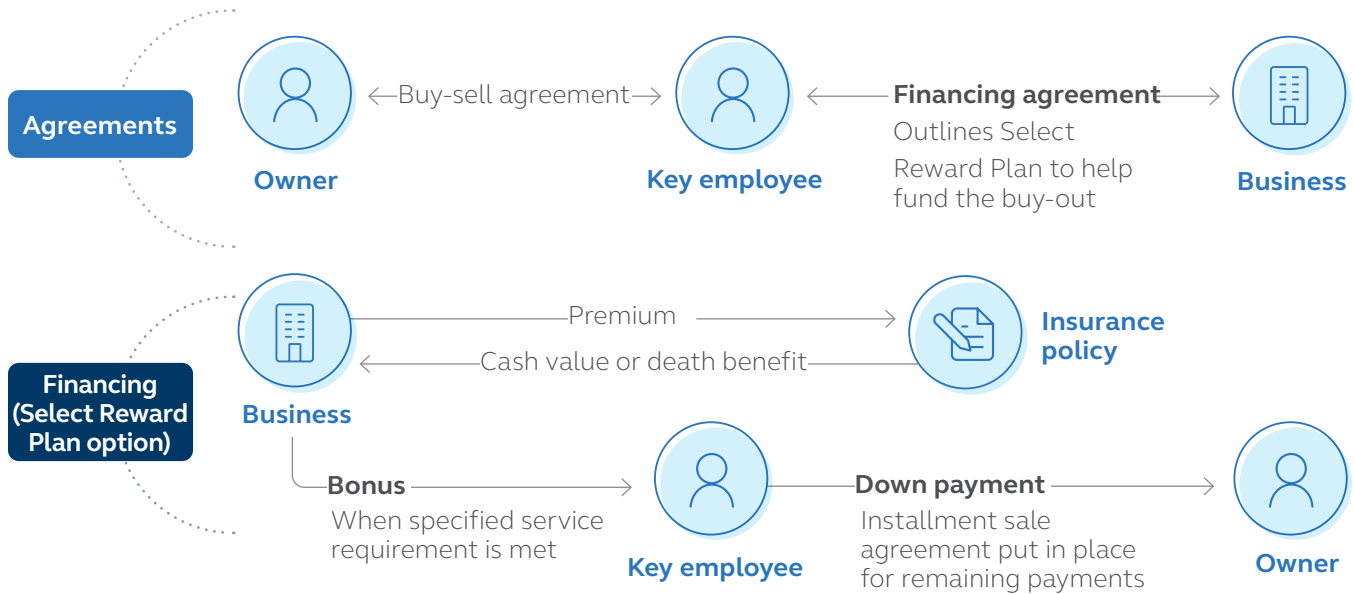 Agreements
Owner
Buy-sell agreement
Key employee
Financing agreement
Outlines Select
Reward Plan to help
fund the buy-out
Business
Financing
(Select Reward
Plan option)
Business
Premium
Cash value or death benefit
Insurance
policy
Bonus
When specified service
requirement is met
Key employee
Down payment
Installment sale
agreement put in place
for remaining payments
Owner